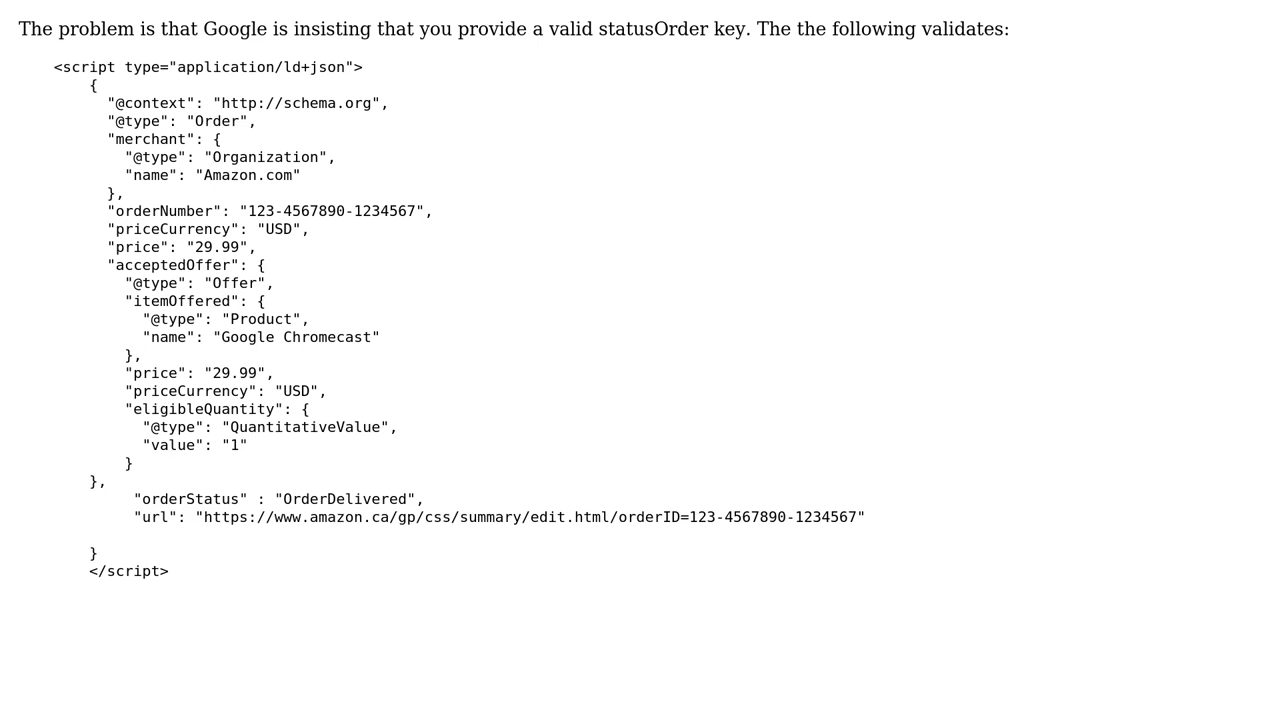 The problem is that Google is insisting that you provide a valid statusOrder key. The the following validates:
<script type="application/ld+json">
    {
      "@context": "http://schema.org",
      "@type": "Order",
      "merchant": {
        "@type": "Organization",
        "name": "Amazon.com"
      },
      "orderNumber": "123-4567890-1234567",
      "priceCurrency": "USD",
      "price": "29.99",
      "acceptedOffer": {
        "@type": "Offer",
        "itemOffered": {
          "@type": "Product",
          "name": "Google Chromecast"
        },
        "price": "29.99",
        "priceCurrency": "USD",
        "eligibleQuantity": {
          "@type": "QuantitativeValue",
          "value": "1"
        }
    },
         "orderStatus" : "OrderDelivered",
         "url": "https://www.amazon.ca/gp/css/summary/edit.html/orderID=123-4567890-1234567"

    }
    </script>